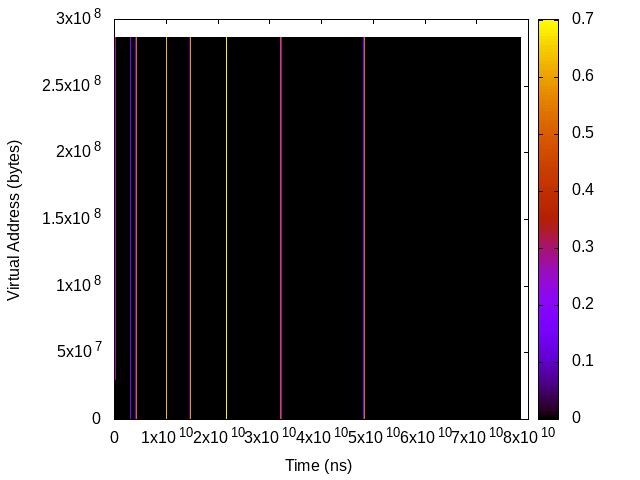 3x10 8
2.5x10 8
2x10 8
1.5x10 8
1x10 8
5x10 7
0
0 1x10 10 2x10 10 3x10 10 4x10 10 5x10 10 6x10 10 7x10 10 8x10 10
Time (ns)
Virtual Address (bytes)
0.7
0.6
0.5
0.4
0.3
0.2
0.1
0